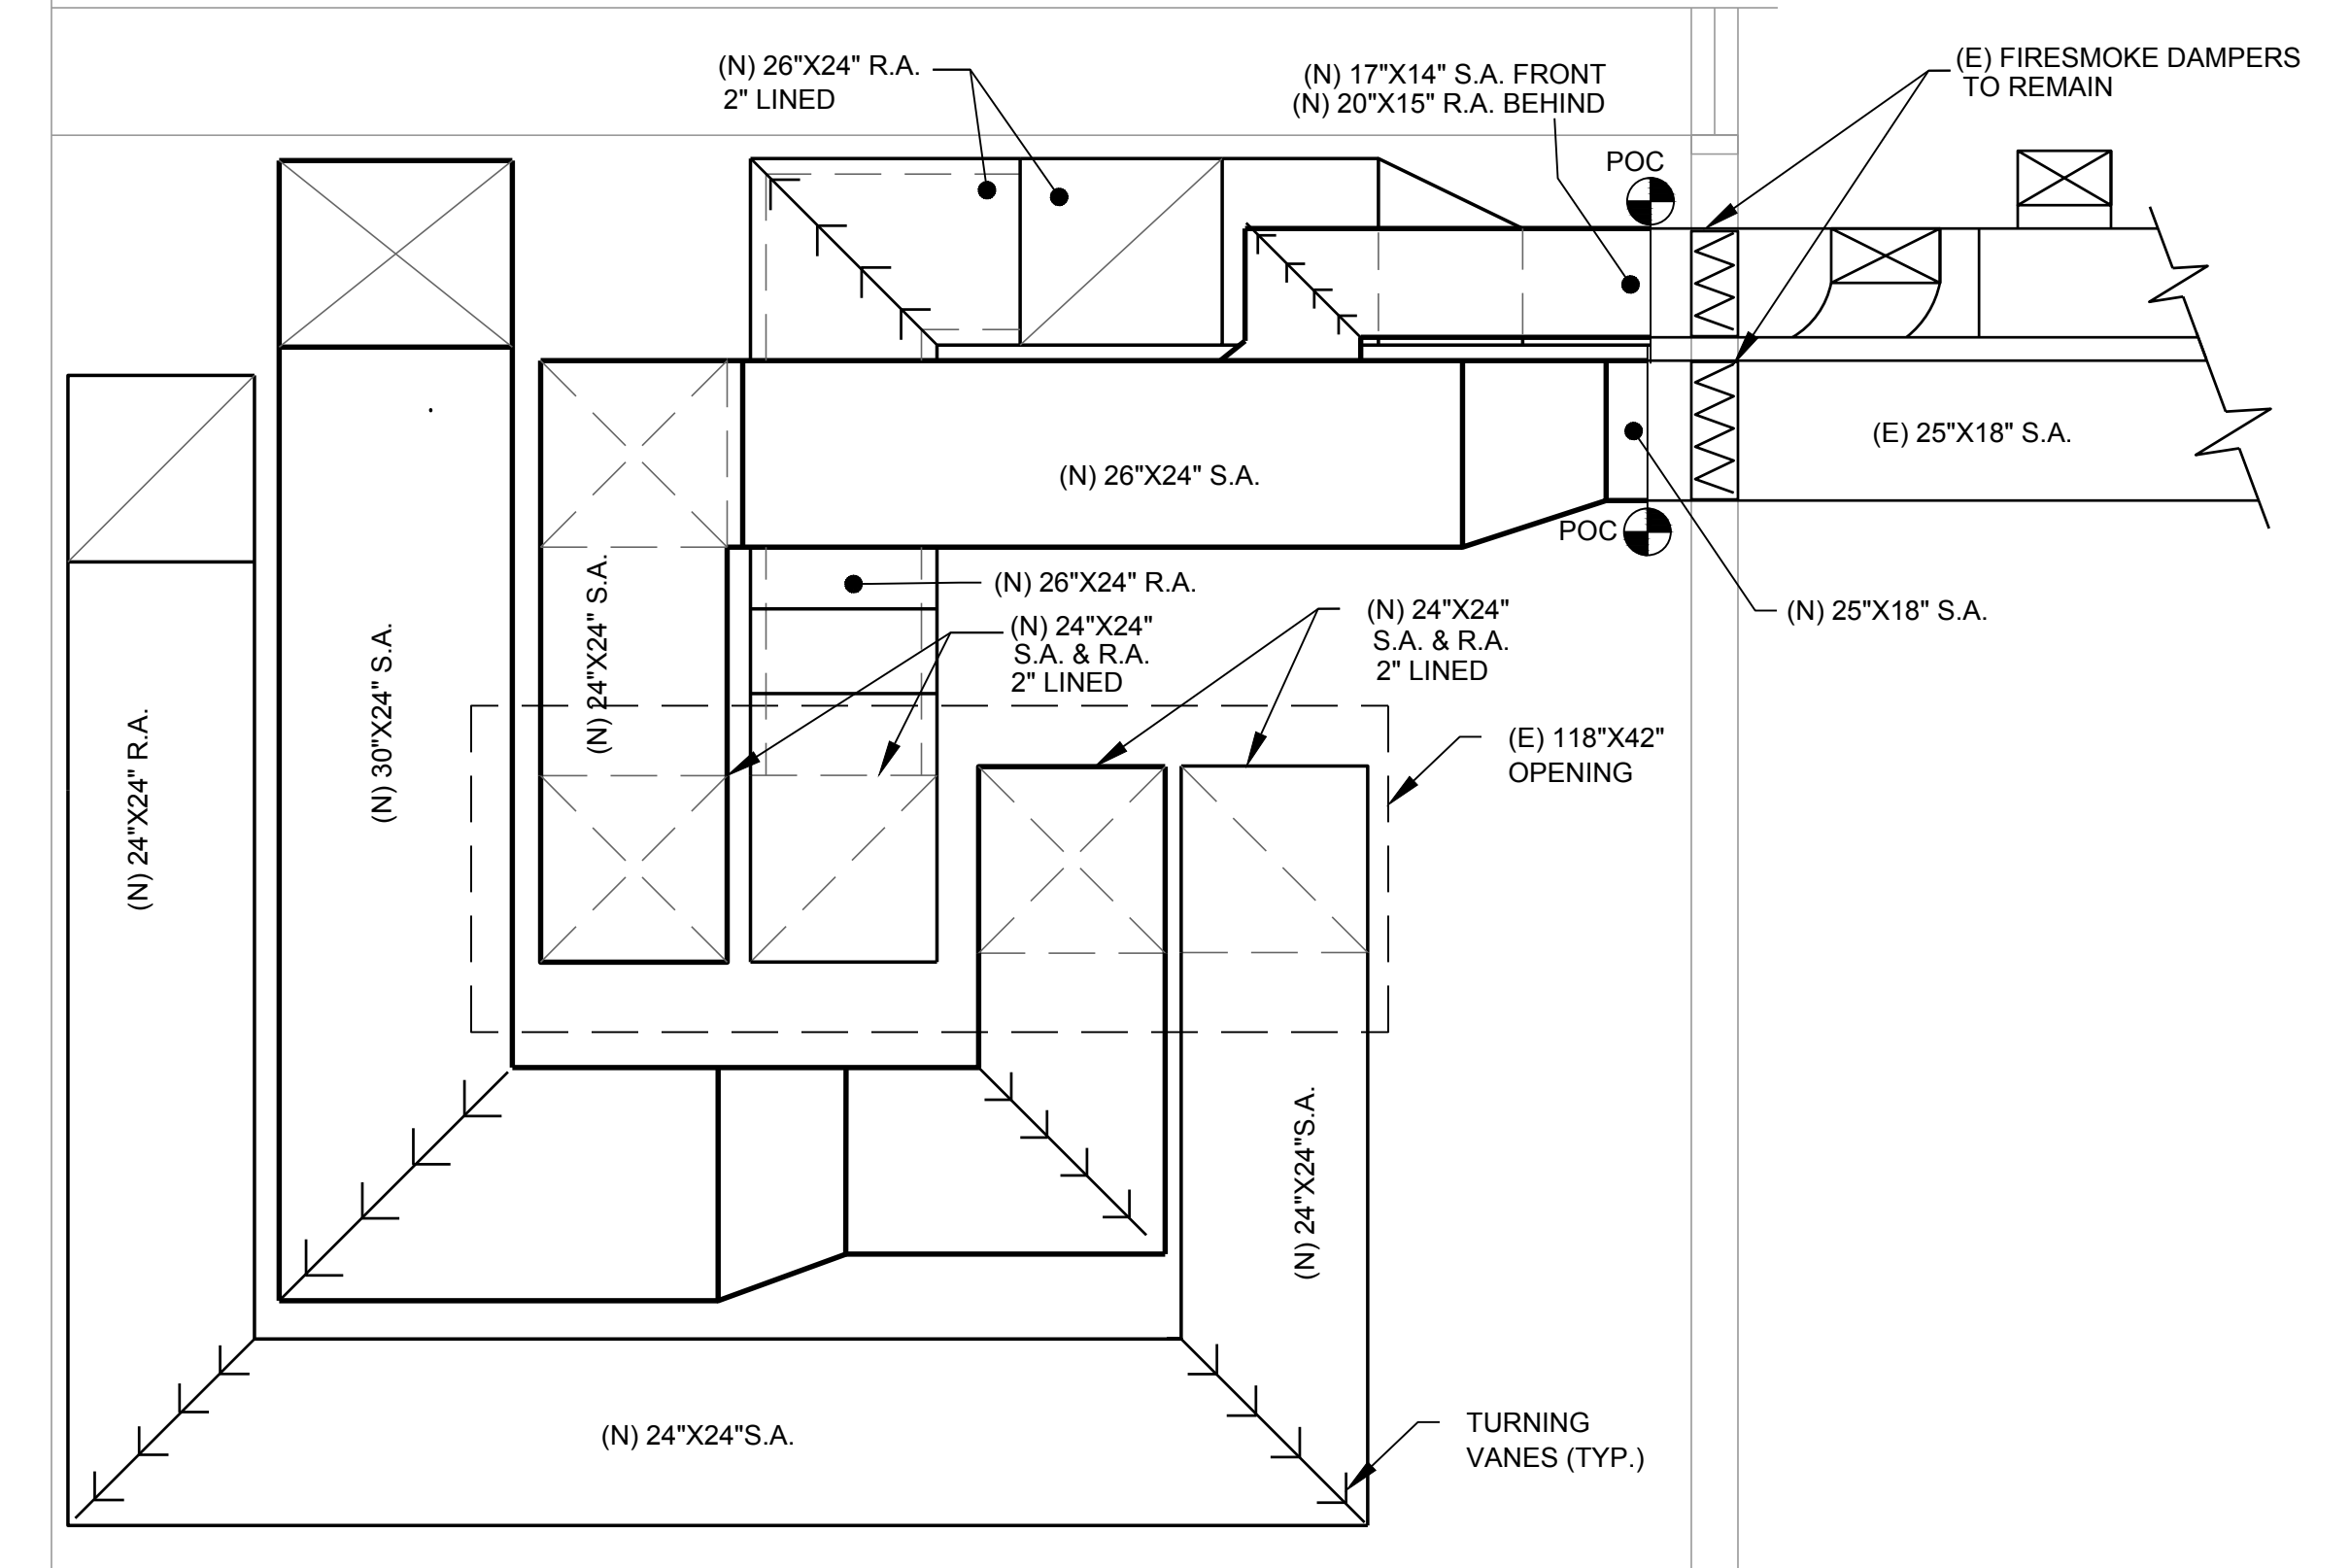 (N) 26"X24" R.A.
2" LINED
(N) 17"X14" S.A. FRONT
(N) 20"X15" R.A. BEHIND
(E) FIRESMOKE DAMPERS
TO REMAIN
POC
(E) 25"X18" S.A.
(N) 26"X24" S.A.
POC
(N) 26"X24" R.A.
(N) 24"X24"
S.A. & R.A.
2" LINED
(N) 24"X24"
S.A. & R.A.
2" LINED
(N) 25"X18" S.A.
(N) 24"X24" S.A.
(N) 30"X24" S.A.
(N) 24"X24" R.A.
(E) 118"X42"
OPENING
(N) 24"X24"S.A.
(N) 24"X24"S.A.
TURNING
VANES (TYP.)